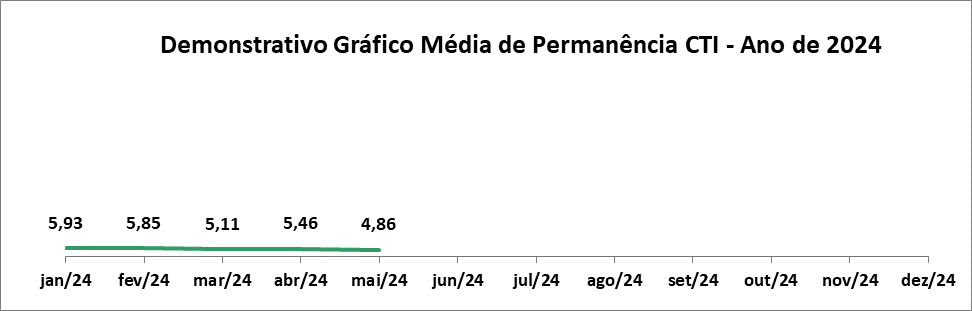 Demonstrativo Gráfico Média de Permanência CTI - Ano de 2024
5,93 5,85 5,11 5,46 4,86
jan/24 fev/24 mar/24 abr/24 mai/24 jun/24 jul/24 ago/24 set/24 out/24 nov/24 dez/24